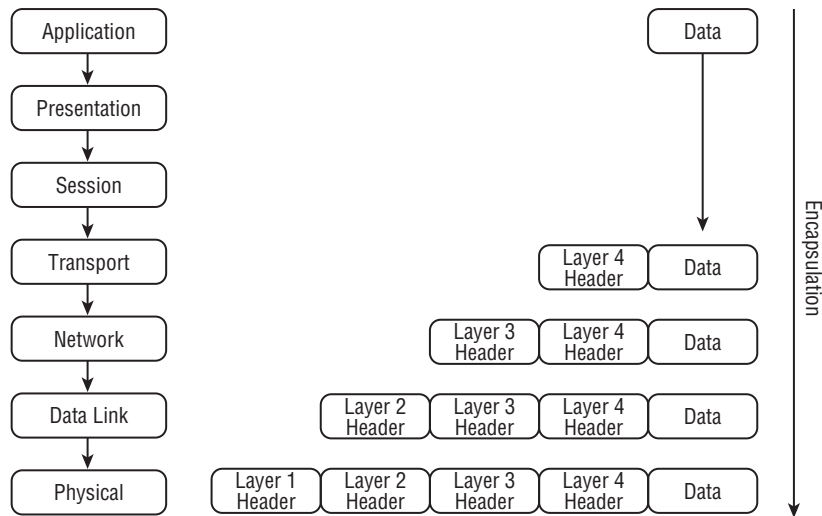 Application
Data
Presentation
Session
Transport
Layer 4
Header
Data
Network
Layer 3
Header
Layer 4
Header
Data
Data Link
Layer 2
Header
Layer 3
Header
Layer 4
Header
Data
Physical
Layer 1
Header
Layer 2
Header
Layer 3
Header
Layer 4
Header
Data
Encapsulation